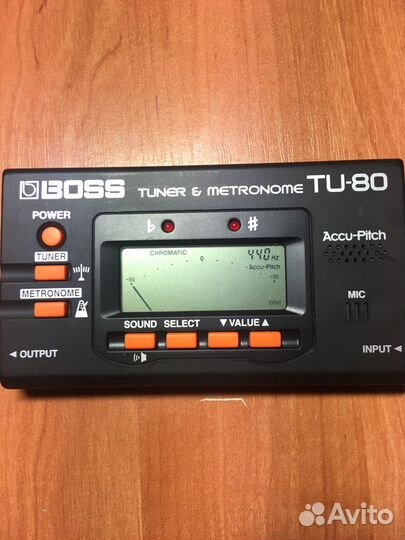 BOSS TUNER & METRONOME TU-80
POWER
♭ #
Accu-Pitch
TUNER
CHROMATIC 0 440 Hz
Accu-Pitch
-50 +50
CENT
METRONOME
MIC
SOUND SELECT ▼ VALUE ▲
◄ OUTPUT
INPUT ◄
Avito